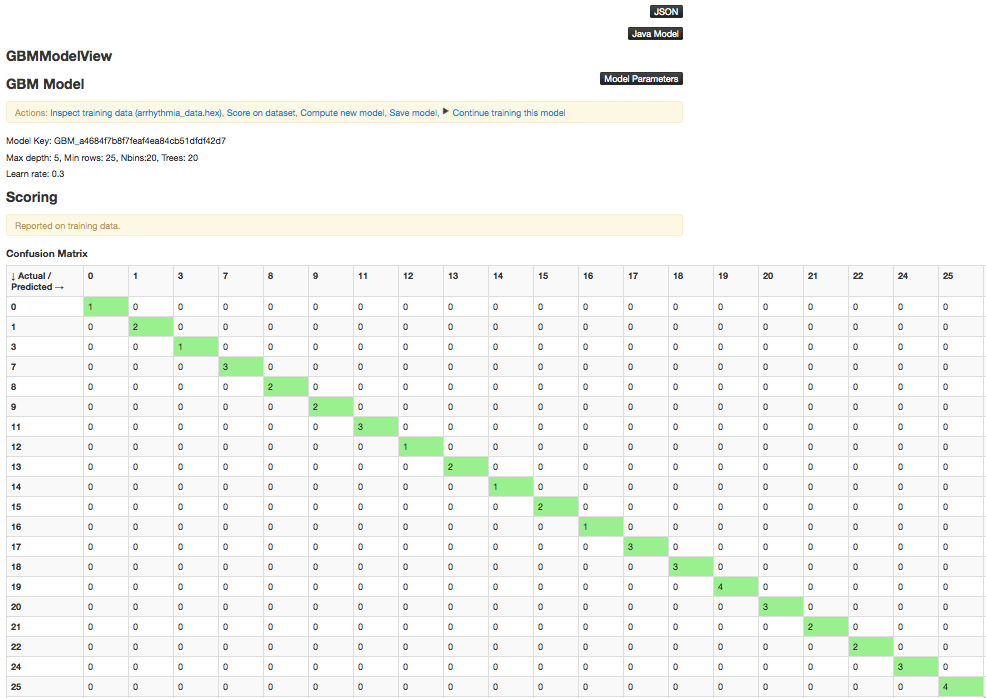 JSON
Java Model
GBMModelView
GBM Model
Model Parameters
Actions: Inspect training data (arrhythmia_data.hex), Score on dataset, Compute new model, Save model, Continue training this model
Model Key: GBM_a4684f7b8f7feaf4ea84cb51dfdf42d7
Max depth: 5, Min rows: 25, Nbins:20, Trees: 20
Learn rate: 0.3
Scoring
Reported on training data.
Confusion Matrix
↓ Actual / Predicted → 0 1 3 7 8 9 11 12 13 14 15 16 17 18 19 20 21 22 24 25
0 1 0 0 0 0 0 0 0 0 0 0 0 0 0 0 0 0 0 0 0
1 0 2 0 0 0 0 0 0 0 0 0 0 0 0 0 0 0 0 0 0
3 0 0 1 0 0 0 0 0 0 0 0 0 0 0 0 0 0 0 0 0
7 0 0 0 3 0 0 0 0 0 0 0 0 0 0 0 0 0 0 0 0
8 0 0 0 0 2 0 0 0 0 0 0 0 0 0 0 0 0 0 0 0
9 0 0 0 0 0 2 0 0 0 0 0 0 0 0 0 0 0 0 0 0
11 0 0 0 0 0 0 3 0 0 0 0 0 0 0 0 0 0 0 0 0
12 0 0 0 0 0 0 0 1 0 0 0 0 0 0 0 0 0 0 0 0
13 0 0 0 0 0 0 0 0 2 0 0 0 0 0 0 0 0 0 0 0
14 0 0 0 0 0 0 0 0 0 1 0 0 0 0 0 0 0 0 0 0
15 0 0 0 0 0 0 0 0 0 0 2 0 0 0 0 0 0 0 0 0
16 0 0 0 0 0 0 0 0 0 0 0 1 0 0 0 0 0 0 0 0
17 0 0 0 0 0 0 0 0 0 0 0 0 3 0 0 0 0 0 0 0
18 0 0 0 0 0 0 0 0 0 0 0 0 0 3 0 0 0 0 0 0
19 0 0 0 0 0 0 0 0 0 0 0 0 0 0 4 0 0 0 0 0
20 0 0 0 0 0 0 0 0 0 0 0 0 0 0 0 3 0 0 0 0
21 0 0 0 0 0 0 0 0 0 0 0 0 0 0 0 0 2 0 0 0
22 0 0 0 0 0 0 0 0 0 0 0 0 0 0 0 0 0 2 0 0
24 0 0 0 0 0 0 0 0 0 0 0 0 0 0 0 0 0 0 3 0
25 0 0 0 0 0 0 0 0 0 0 0 0 0 0 0 0 0 0 0 4